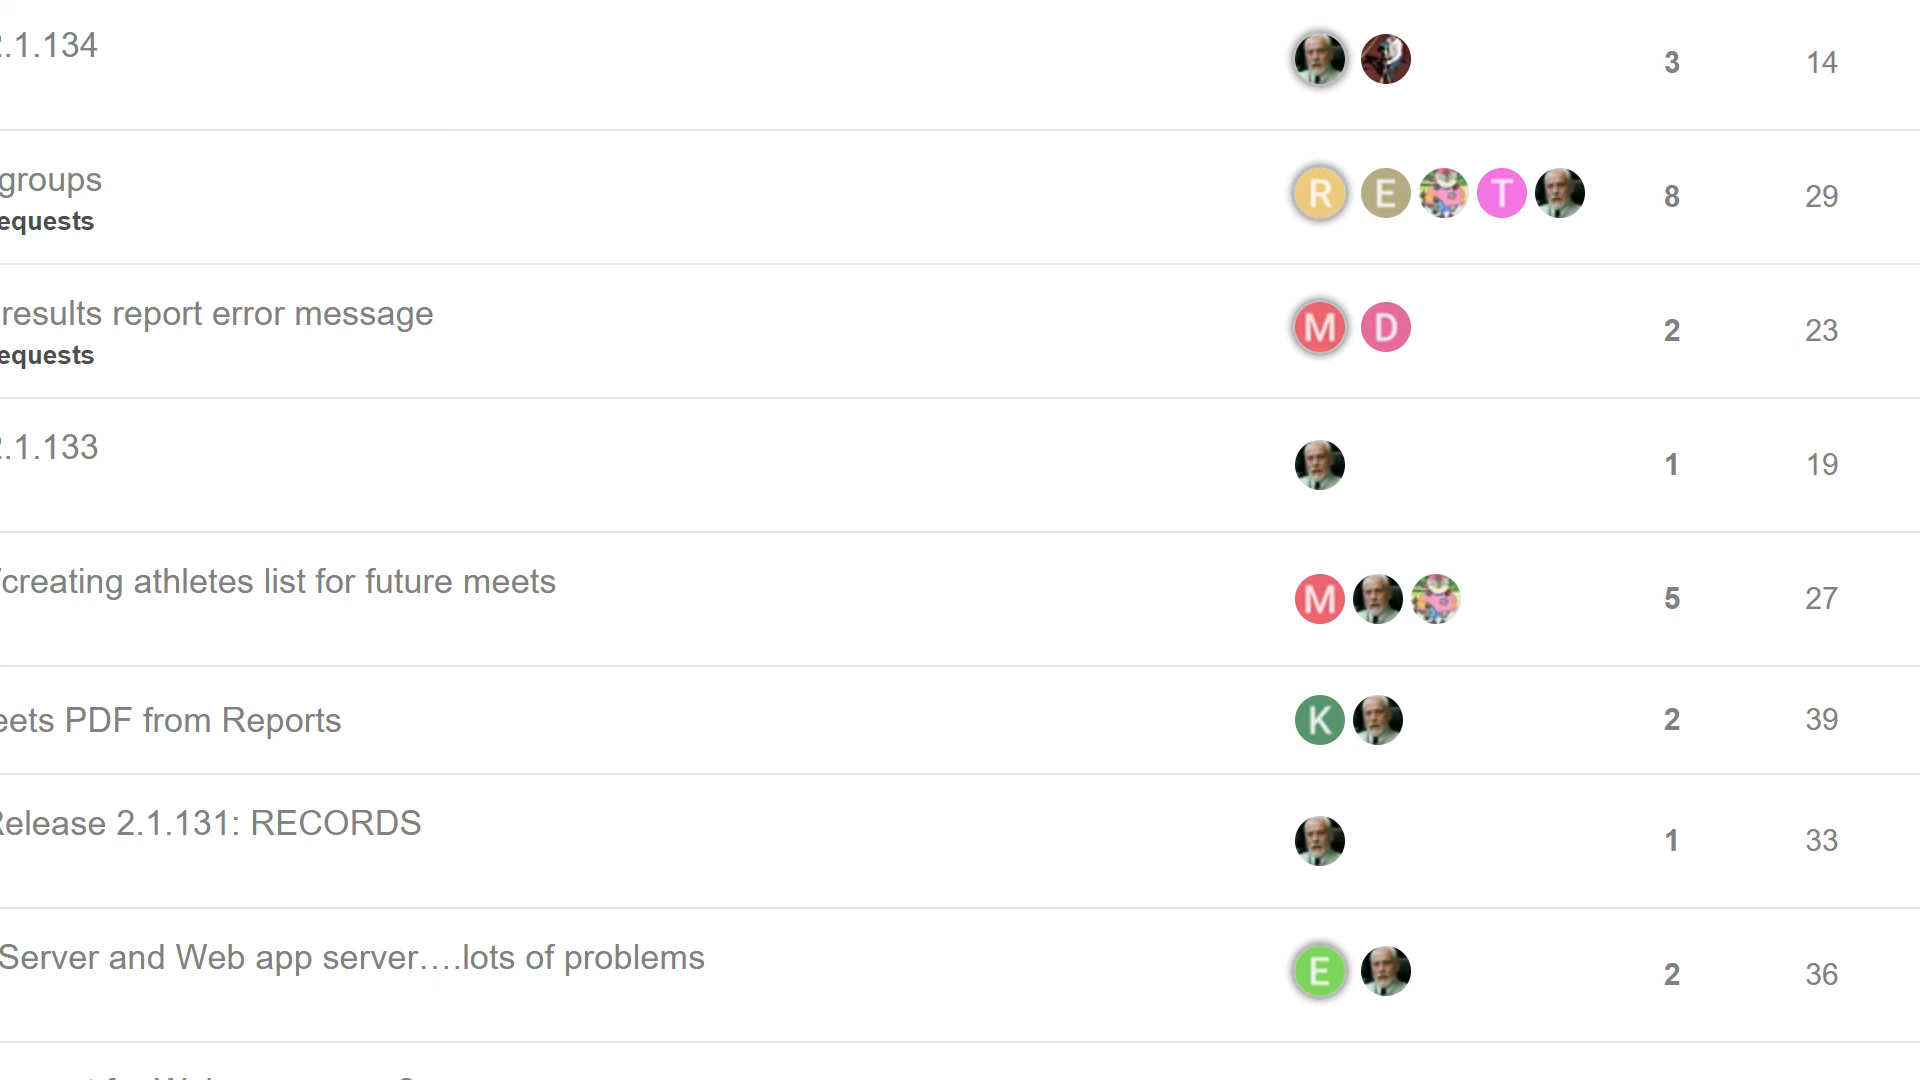 .1.134 3 14
groups R E T 8 29
equests
results report error message M D 2 23
equests
.1.133 1 19
creating athletes list for future meets M 5 27
eets PDF from Reports K 2 39
Release 2.1.131: RECORDS 1 33
Server and Web app server….lots of problems E 2 36